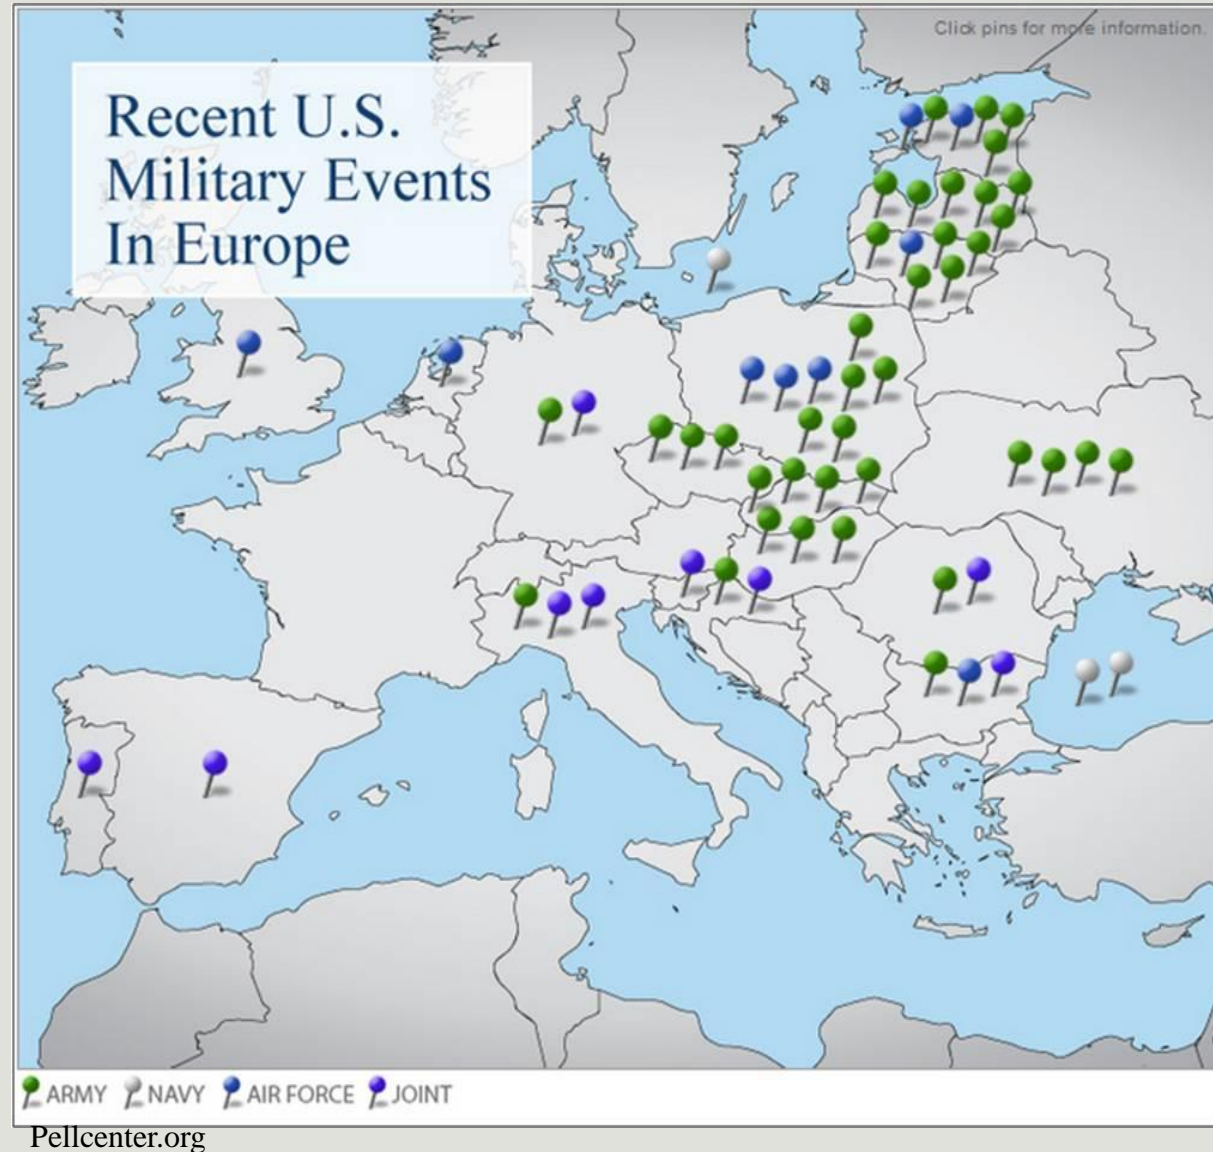 Click pins for more information.
Recent U.S.
Military Events
In Europe
ARMY NAVY AIR FORCE JOINT
Pellcenter.org